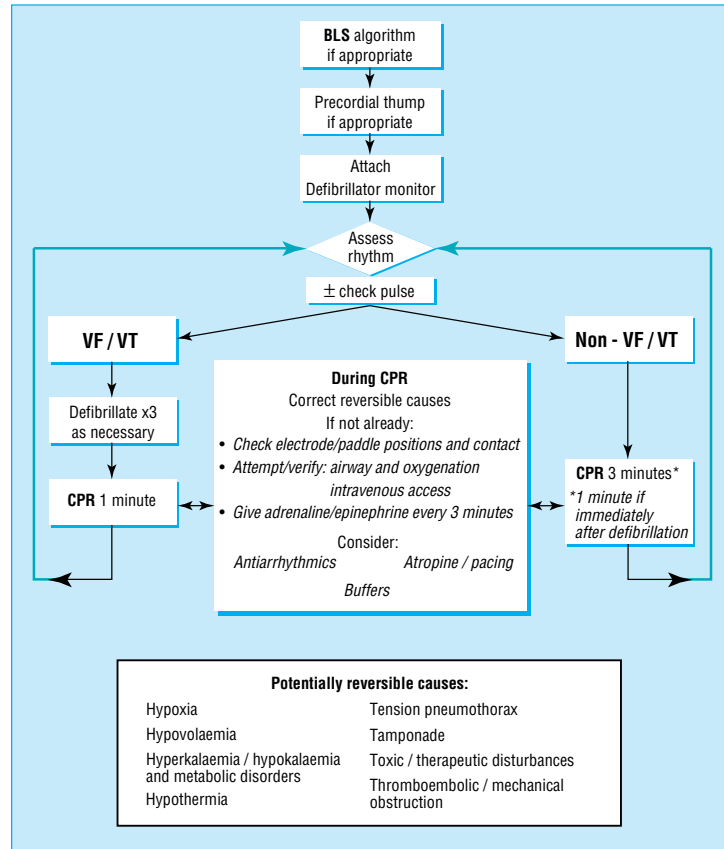 BLS algorithm
if appropriate
Precordial thump
if appropriate
Attach
Defibrillator monitor
Assess
rhythm
± check pulse
VF / VT
Non - VF / VT
Defibrillate x3
as necessary
CPR 1 minute
During CPR
Correct reversible causes
If not already:
• Check electrode/paddle positions and contact
• Attempt/verify: airway and oxygenation
intravenous access
• Give adrenaline/epinephrine every 3 minutes
Consider:
Antiarrhythmics Atropine / pacing
Buffers
CPR 3 minutes*
*1 minute if
immediately
after defibrillation
Potentially reversible causes:
Hypoxia
Hypovolaemia
Hyperkalaemia / hypokalaemia
and metabolic disorders
Hypothermia
Tension pneumothorax
Tamponade
Toxic / therapeutic disturbances
Thromboembolic / mechanical
obstruction